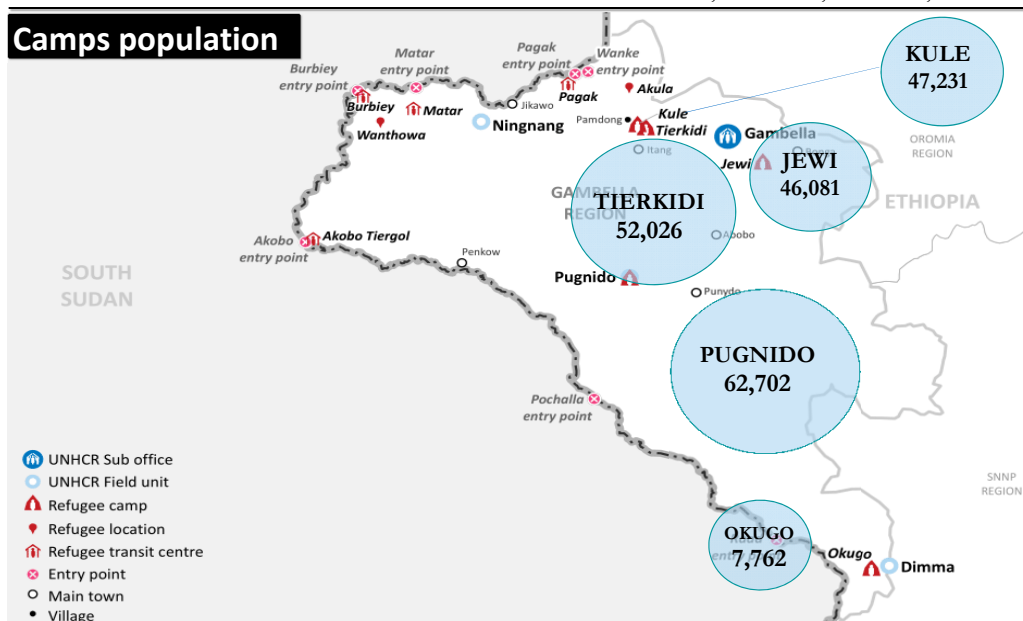 Camps population
Matar
entry point
Pagak
entry point
Wanke
entry point
Burbiey
entry point
KULE
47,231
Burbiey
Matar
Pagak
Akula
Jikawo
Wanthowa
Ningnang
Pamdong
Kule
Tierkidi
Gambella
Itang
Jewi
JEWI
46,081
OROMIA
REGION
ETHIOPIA
GAMBELLA
REGION
TIERKIDI
52,026
Abobo
Akobo
entry point
Akobo Tiergol
Penkow
SOUTH
SUDAN
Pugnido
Punydo
PUGNIDO
62,702
Pochalla
entry point
SNNP
REGION
OKUGO
7,762
entry point
Okugo
Dimma
UNHCR Sub office
UNHCR Field unit
Refugee camp
Refugee location
Refugee transit centre
Entry point
Main town
Village